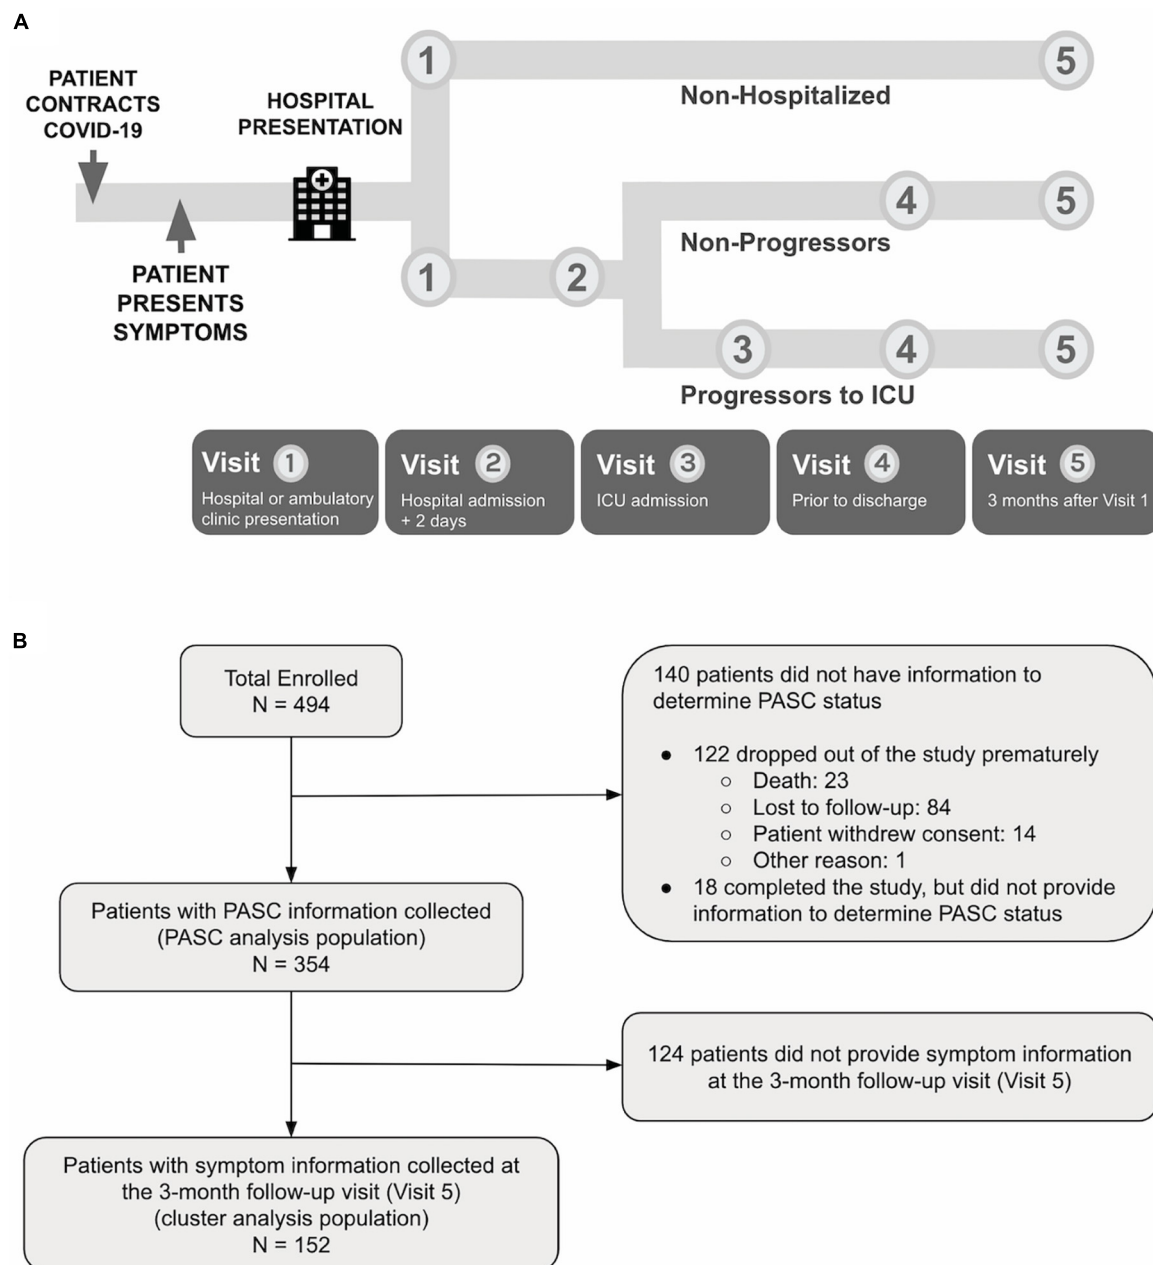 A
PATIENT
CONTRACTS
COVID-19
HOSPITAL
PRESENTATION
PATIENT
PRESENTS
SYMPTOMS
1
5
Non-Hospitalized
4
5
Non-Progressors
1
2
3
4
5
Progressors to ICU
Visit 1
Hospital or ambulatory
clinic presentation
Visit 2
Hospital admission
+ 2 days
Visit 3
ICU admission
Visit 4
Prior to discharge
Visit 5
3 months after Visit 1
B
Total Enrolled
N = 494
140 patients did not have information to
determine PASC status
● 122 dropped out of the study prematurely
○ Death: 23
○ Lost to follow-up: 84
○ Patient withdrew consent: 14
○ Other reason: 1
● 18 completed the study, but did not provide
information to determine PASC status
Patients with PASC information collected
(PASC analysis population)
N = 354
124 patients did not provide symptom information
at the 3-month follow-up visit (Visit 5)
Patients with symptom information collected at
the 3-month follow-up visit (Visit 5)
(cluster analysis population)
N = 152